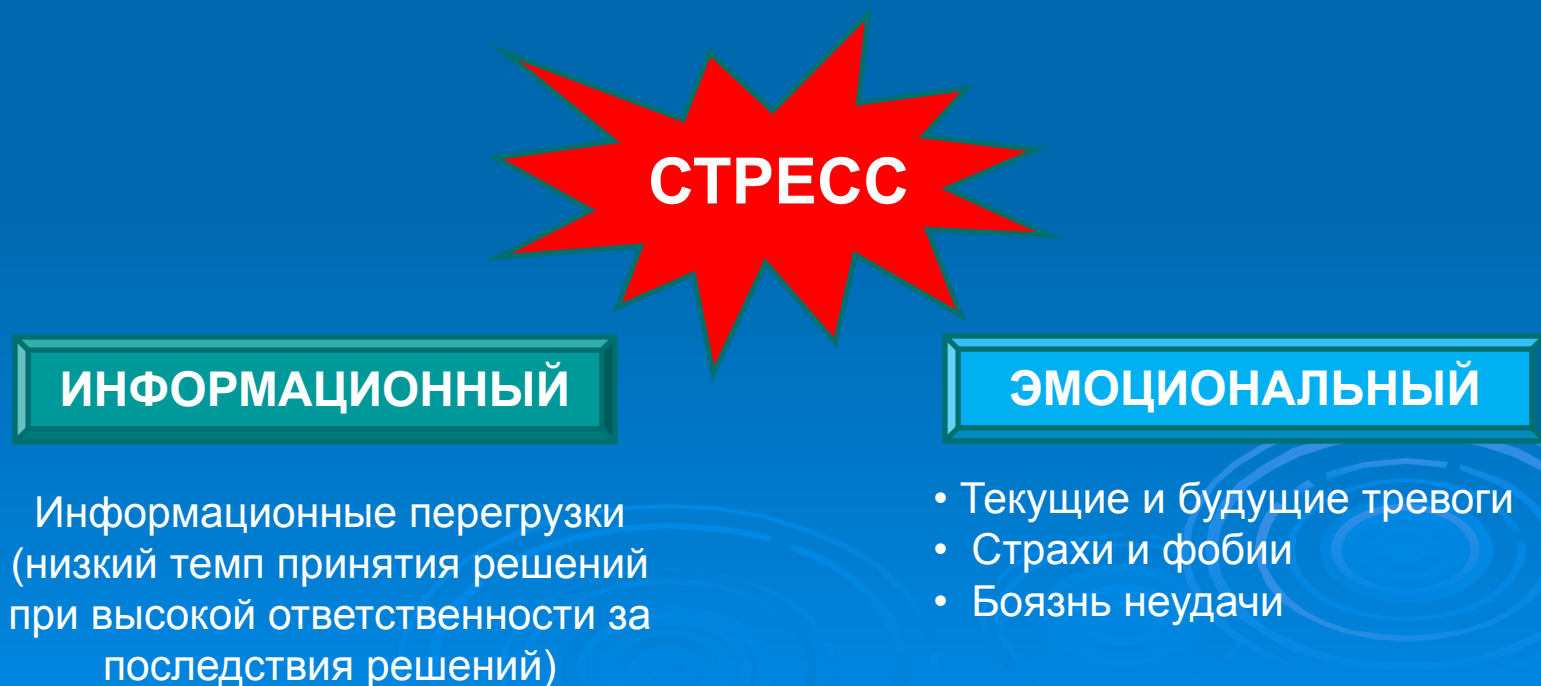 СТРЕСС
ИНФОРМАЦИОННЫЙ
Информационные перегрузки
(низкий темп принятия решений
при высокой ответственности за
последствия решений)
ЭМОЦИОНАЛЬНЫЙ
• Текущие и будущие тревоги
• Страхи и фобии
• Боязнь неудачи